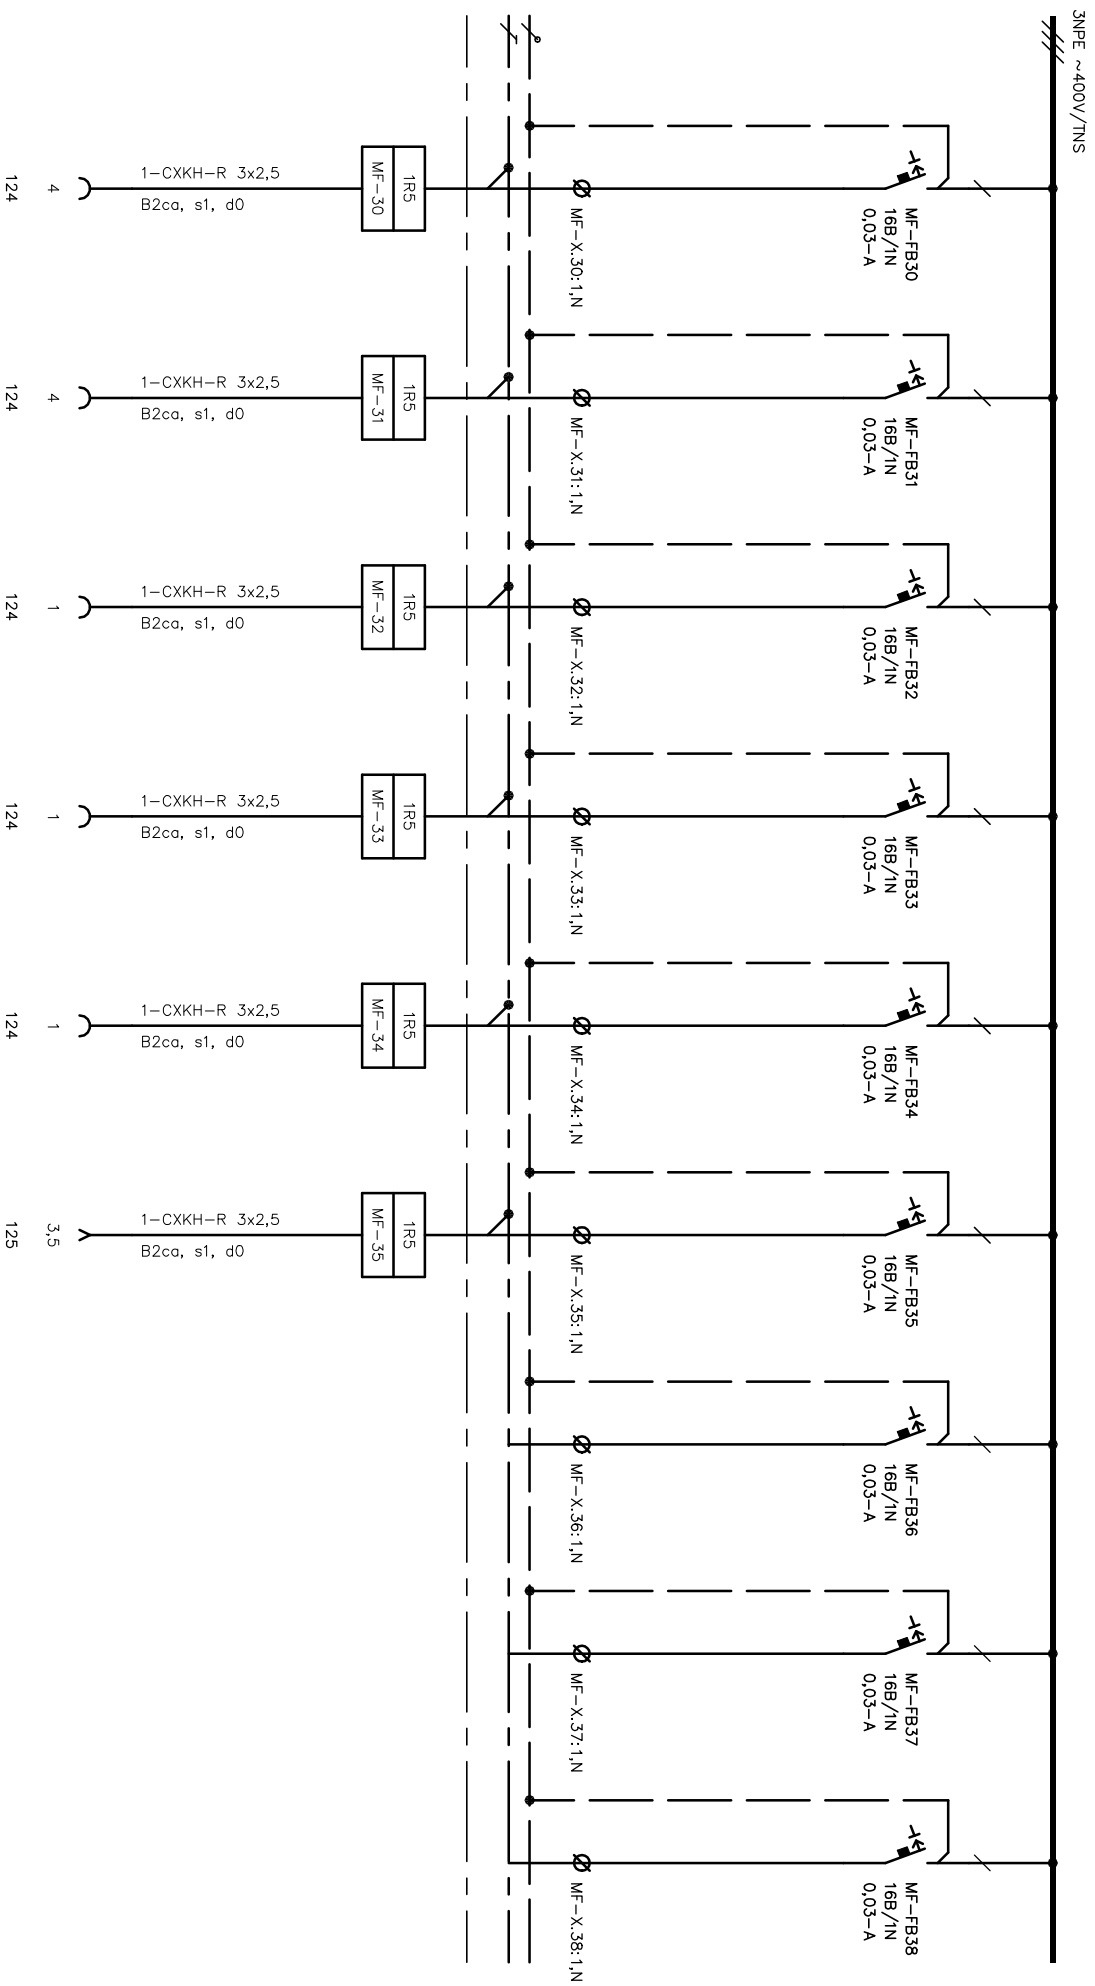 3NPE ~400V/TNS
MF-FB30
16B/1N
0,03-A
MF-X.30:1,N
1R5
MF-30
1-CXKH-R 3x2,5
B2ca, s1, d0
4
124
MF-FB31
16B/1N
0,03-A
MF-X.31:1,N
1R5
MF-31
1-CXKH-R 3x2,5
B2ca, s1, d0
4
124
MF-FB32
16B/1N
0,03-A
MF-X.32:1,N
1R5
MF-32
1-CXKH-R 3x2,5
B2ca, s1, d0
1
124
MF-FB33
16B/1N
0,03-A
MF-X.33:1,N
1R5
MF-33
1-CXKH-R 3x2,5
B2ca, s1, d0
1
124
MF-FB34
16B/1N
0,03-A
MF-X.34:1,N
1R5
MF-34
1-CXKH-R 3x2,5
B2ca, s1, d0
1
124
MF-FB35
16B/1N
0,03-A
MF-X.35:1,N
1R5
MF-35
1-CXKH-R 3x2,5
B2ca, s1, d0
3,5
125
MF-FB36
16B/1N
0,03-A
MF-X.36:1,N
MF-FB37
16B/1N
0,03-A
MF-X.37:1,N
MF-FB38
16B/1N
0,03-A
MF-X.38:1,N